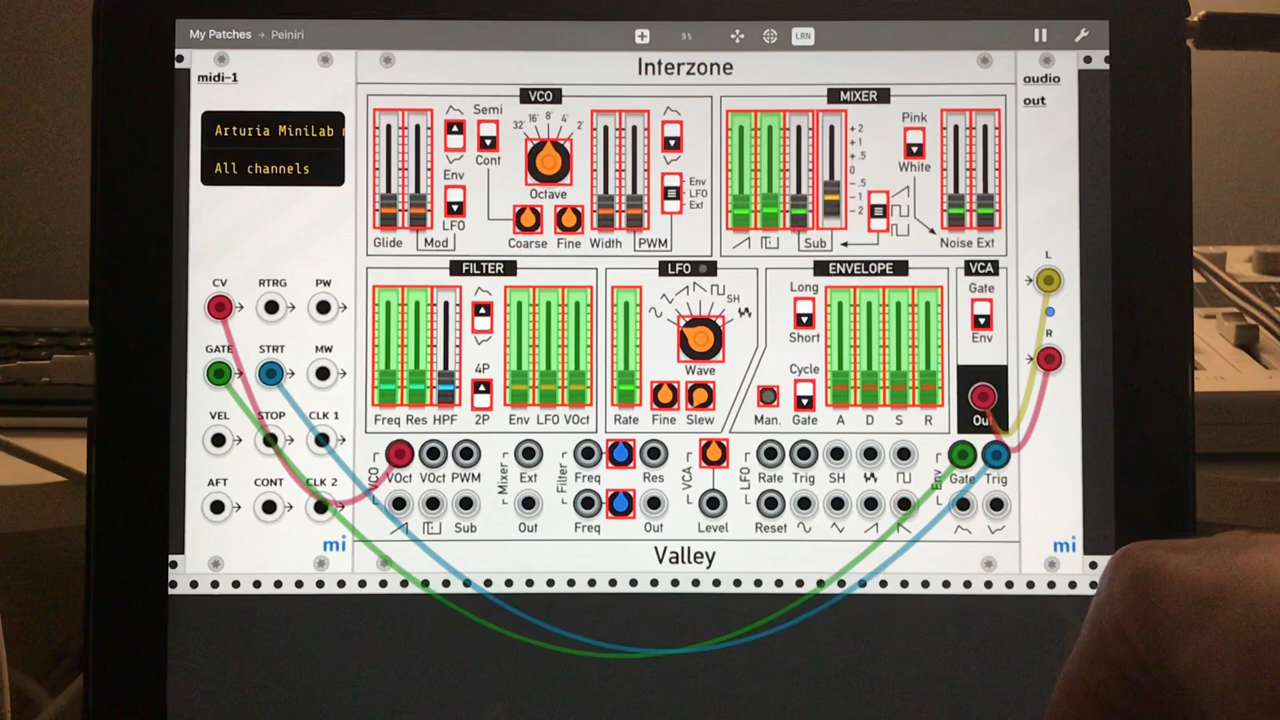 My Patches → Peiniri
LRN
midi-1
Interzone
audio
out
Arturia MiniLab
All channels
VCO
Semi
Cont
Env
LFO
32' 16' 8' 4' 2'
Octave
Env
LFO
Ext
Glide Mod Coarse Fine Width PWM
MIXER
+2
+1
+.5
0
-.5
-1
-2
Pink
White
Sub Noise Ext
CV RTRG PW
GATE STRT MW
VEL STOP CLK 1
AFT CONT CLK 2
mi
FILTER
4P
2P
Freq Res HPF Env LFO VOct
LFO
SH
Wave
Rate Fine Slew
ENVELOPE
Long
Short
Cycle
Man. Gate A D S R
VCA
Gate
Env
Out
L
R
VCO
VOct VOct PWM
Sub
Mixer
Ext
Out
Filter
Freq Res
Freq Out
VCA
Level
LFO
Rate Trig SH
Reset
Env
Gate Trig
Valley
mi